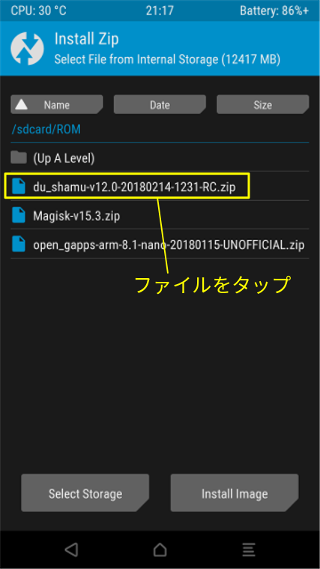 CPU: 30 °C 21:17 Battery: 86%+
Install Zip
Select File from Internal Storage (12417 MB)
Name Date Size
/sdcard/ROM
(Up A Level)
du_shamu-v12.0-20180214-1231-RC.zip
Magisk-v15.3.zip
open_gapps-arm-8.1-nano-20180115-UNOFFICIAL.zip
ファイルをタップ
Select Storage Install Image